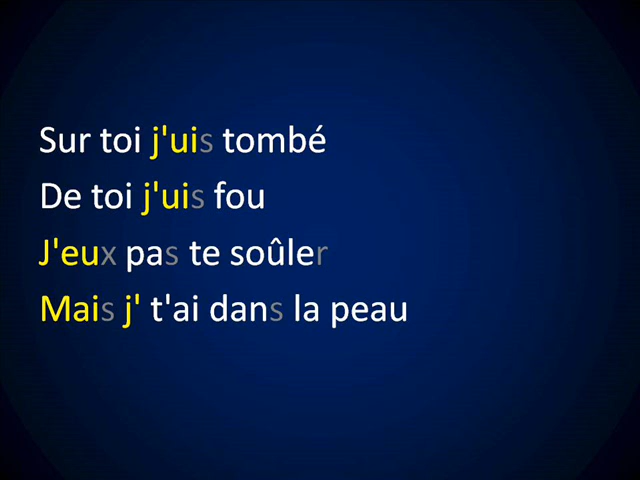 Sur toi j'uis tombé
De toi j'uis fou
J'eux pas te soûler
Mais j' t'ai dans la peau